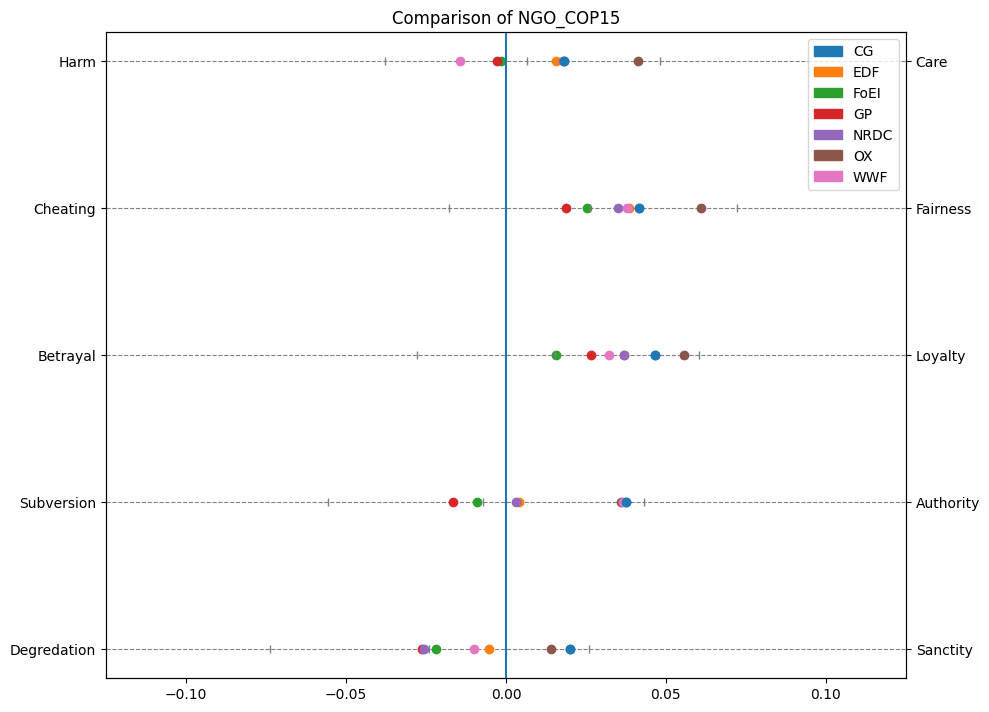 Comparison of NGO_COP15
Harm
Care
CG
EDF
FoEI
GP
NRDC
OX
WWF
Cheating
Fairness
Betrayal
Loyalty
Subversion
Authority
Degredation
Sanctity
−0.10
−0.05
0.00
0.05
0.10